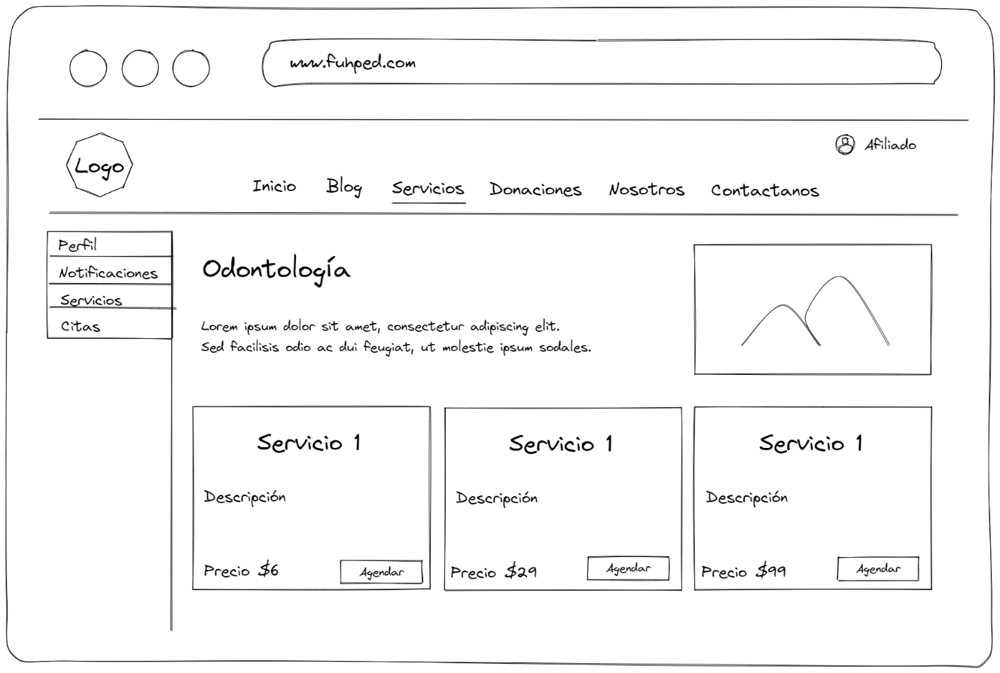 www.fuhped.com
Afiliado
Logo
Inicio Blog Servicios Donaciones Nosotros Contactanos
Perfil
Notificaciones
Servicios
Citas
Odontología
Lorem ipsum dolor sit amet, consectetur adipiscing elit.
Sed facilisis odio ac dui feugiat, ut molestie ipsum sodales.
Servicio 1
Descripción
Precio $6
Agendar
Servicio 1
Descripción
Precio $29
Agendar
Servicio 1
Descripción
Precio $99
Agendar